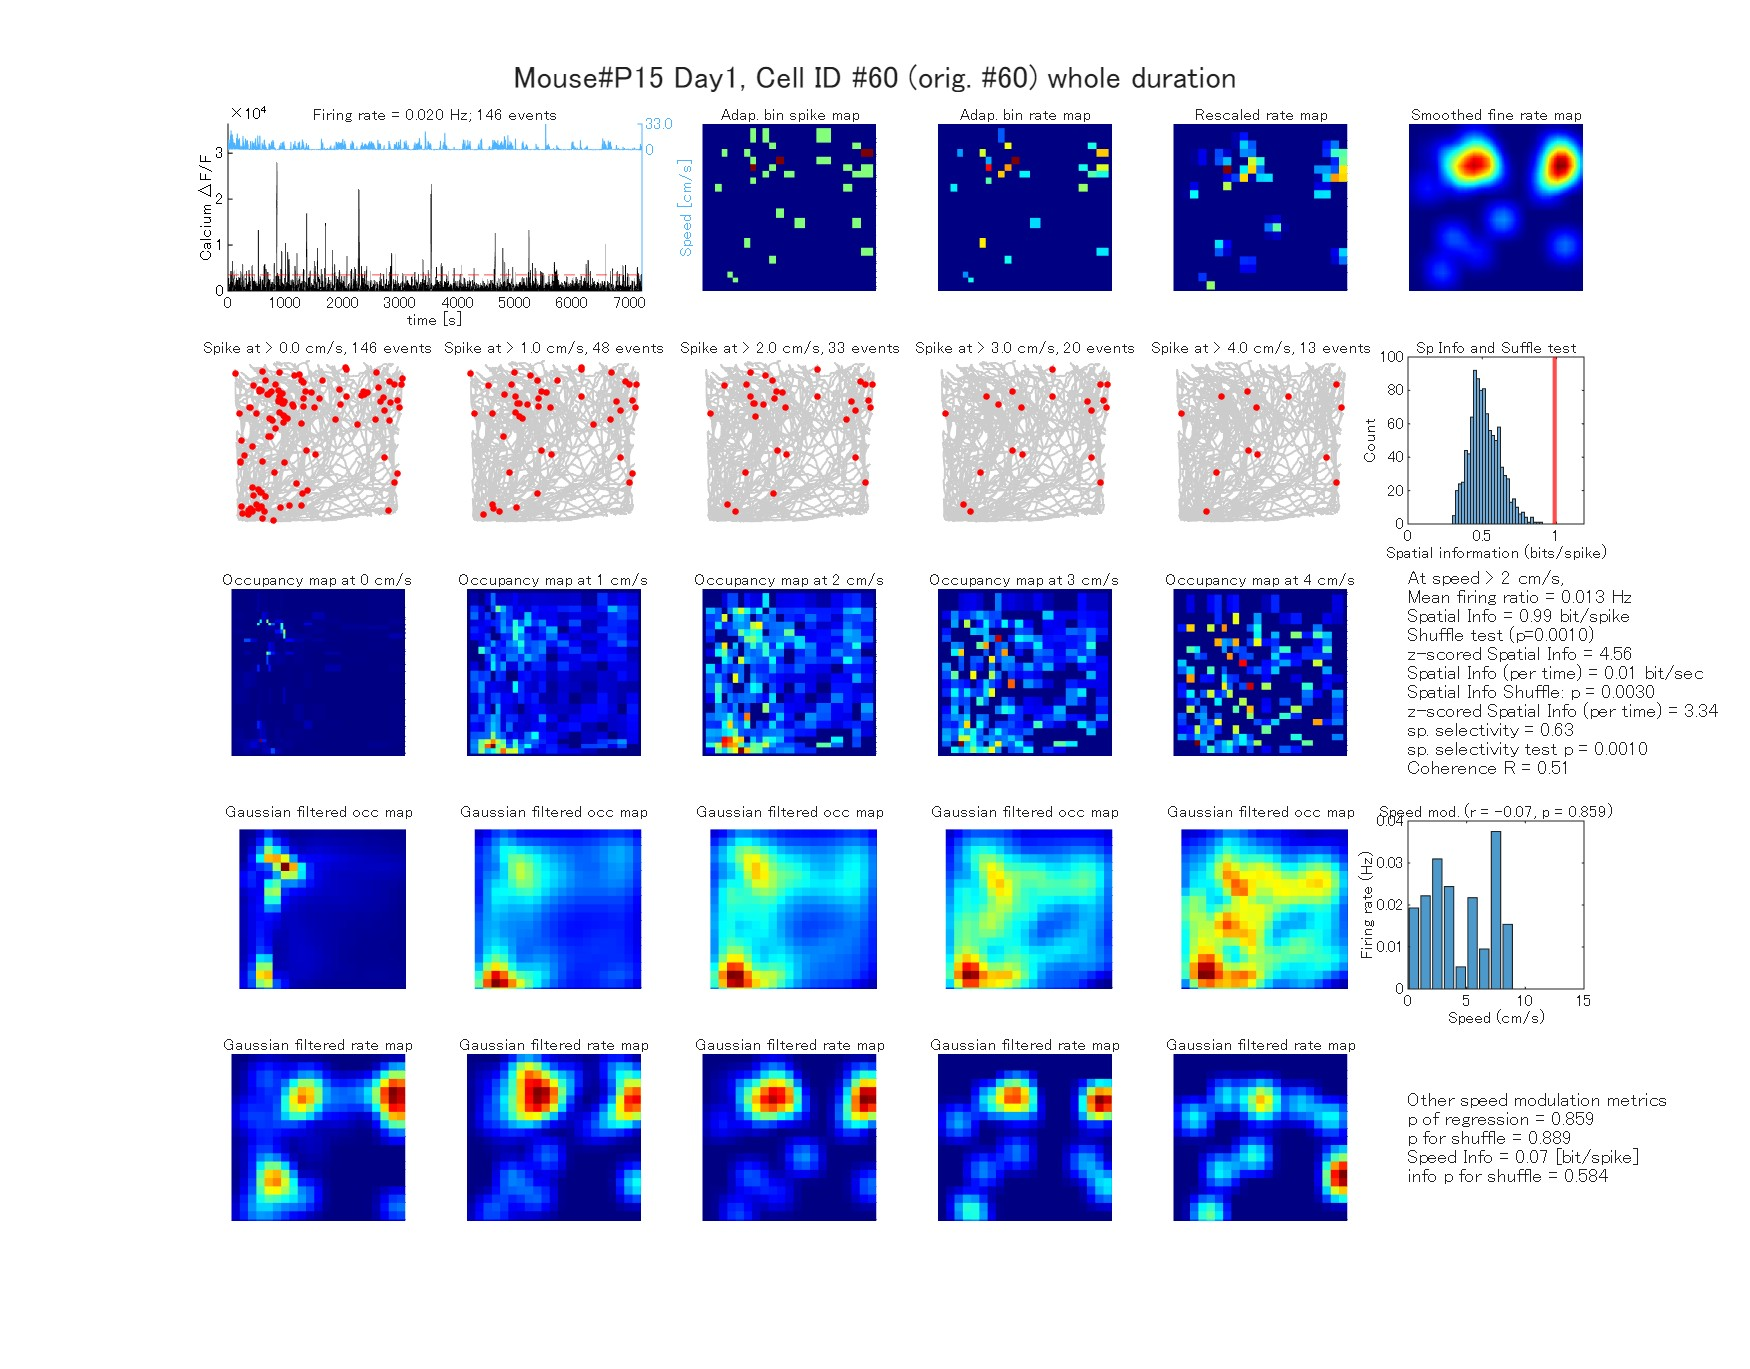 Mouse#P15 Day1, Cell ID #60 (orig. #60) whole duration
×10⁴
Firing rate = 0.020 Hz; 146 events
33.0
0
Calcium ΔF/F
3
2
1
0
Speed [cm/s]
0 1000 2000 3000 4000 5000 6000 7000
time [s]
Adap. bin spike map
Adap. bin rate map
Rescaled rate map
Smoothed fine rate map
Spike at > 0.0 cm/s, 146 events
Spike at > 1.0 cm/s, 48 events
Spike at > 2.0 cm/s, 33 events
Spike at > 3.0 cm/s, 20 events
Spike at > 4.0 cm/s, 13 events
Sp Info and Suffle test
100
80
60
40
20
0
Count
0 0.5 1
Spatial information (bits/spike)
Occupancy map at 0 cm/s
Occupancy map at 1 cm/s
Occupancy map at 2 cm/s
Occupancy map at 3 cm/s
Occupancy map at 4 cm/s
At speed > 2 cm/s,
Mean firing ratio = 0.013 Hz
Spatial Info = 0.99 bit/spike
Shuffle test (p=0.0010)
z-scored Spatial Info = 4.56
Spatial Info (per time) = 0.01 bit/sec
Spatial Info Shuffle: p = 0.0030
z-scored Spatial Info (per time) = 3.34
sp. selectivity = 0.63
sp. selectivity test p = 0.0010
Coherence R = 0.51
Gaussian filtered occ map
Gaussian filtered occ map
Gaussian filtered occ map
Gaussian filtered occ map
Gaussian filtered occ map
Speed mod. (r = -0.07, p = 0.859)
0.04
0.03
0.02
0.01
0
Firing rate (Hz)
0 5 10 15
Speed (cm/s)
Gaussian filtered rate map
Gaussian filtered rate map
Gaussian filtered rate map
Gaussian filtered rate map
Gaussian filtered rate map
Other speed modulation metrics
p of regression = 0.859
p for shuffle = 0.889
Speed Info = 0.07 [bit/spike]
info p for shuffle = 0.584